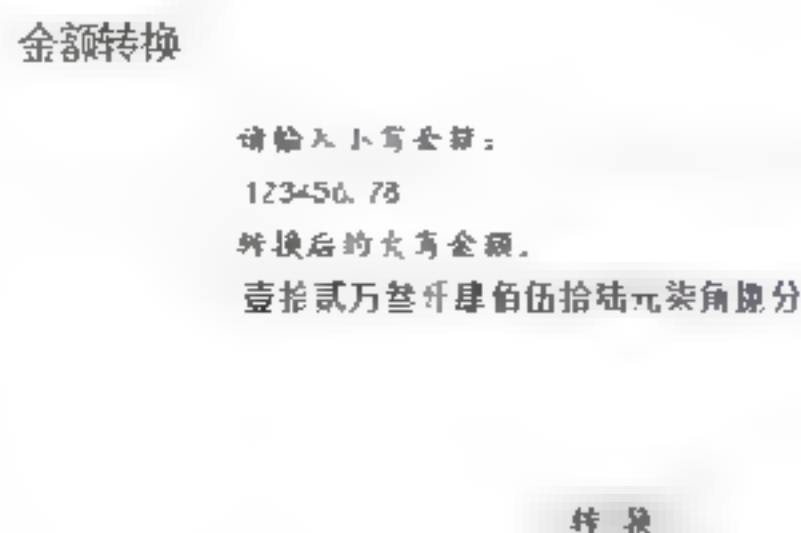 金额转换
请输入小写金额:
123456.78
转换后的大写金额:
壹拾贰万叁仟肆佰伍拾陆元柒角捌分
转 换